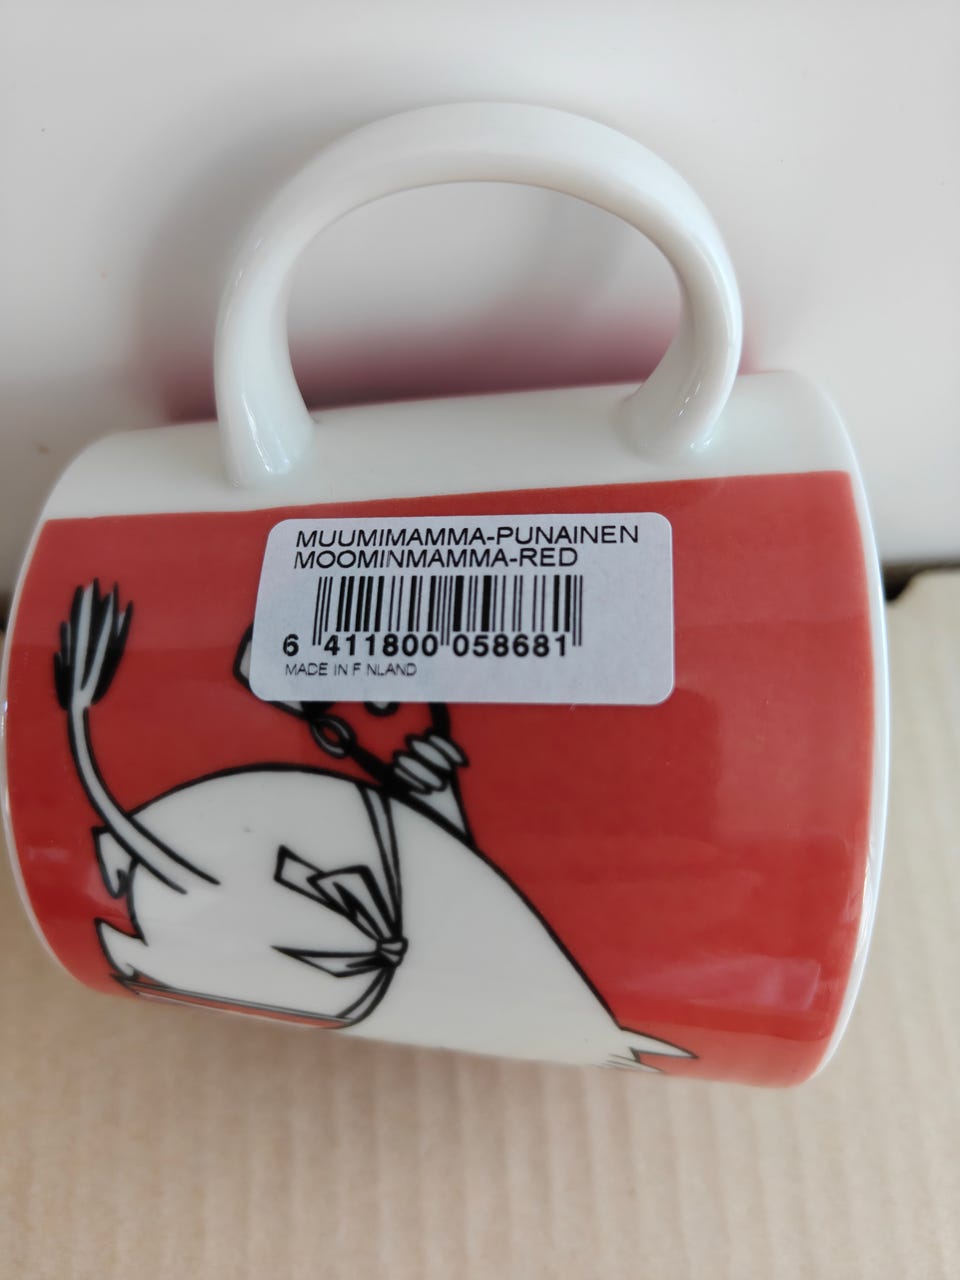 MUUMIMAMMA-PUNAINEN
MOOMINMAMMA-RED
6 411800 058681
MADE IN F NLAND